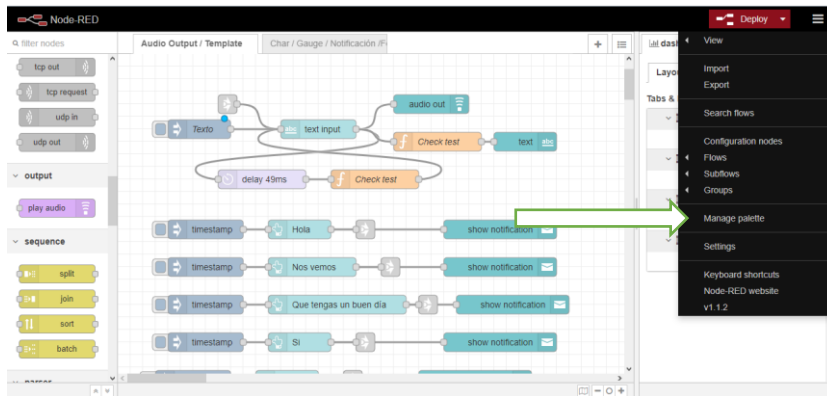 Node-RED
Deploy
filter nodes
Audio Output / Template
Char / Gauge / Notificación /F
dash
View
Import
Export
Search flows
Configuration nodes
Flows
Subflows
Groups
Manage palette
Settings
Keyboard shortcuts
Node-RED website
v1.1.2
Layo
Tabs &
tcp out
tcp request
udp in
udp out
output
play audio
sequence
split
join
sort
batch
audio out
Texto
abc
text input
f
Check test
text
abc
delay 49ms
f
Check test
timestamp
Hola
show notification
timestamp
Nos vemos
show notification
timestamp
Que tengas un buen día
show notification
timestamp
Si
show notification